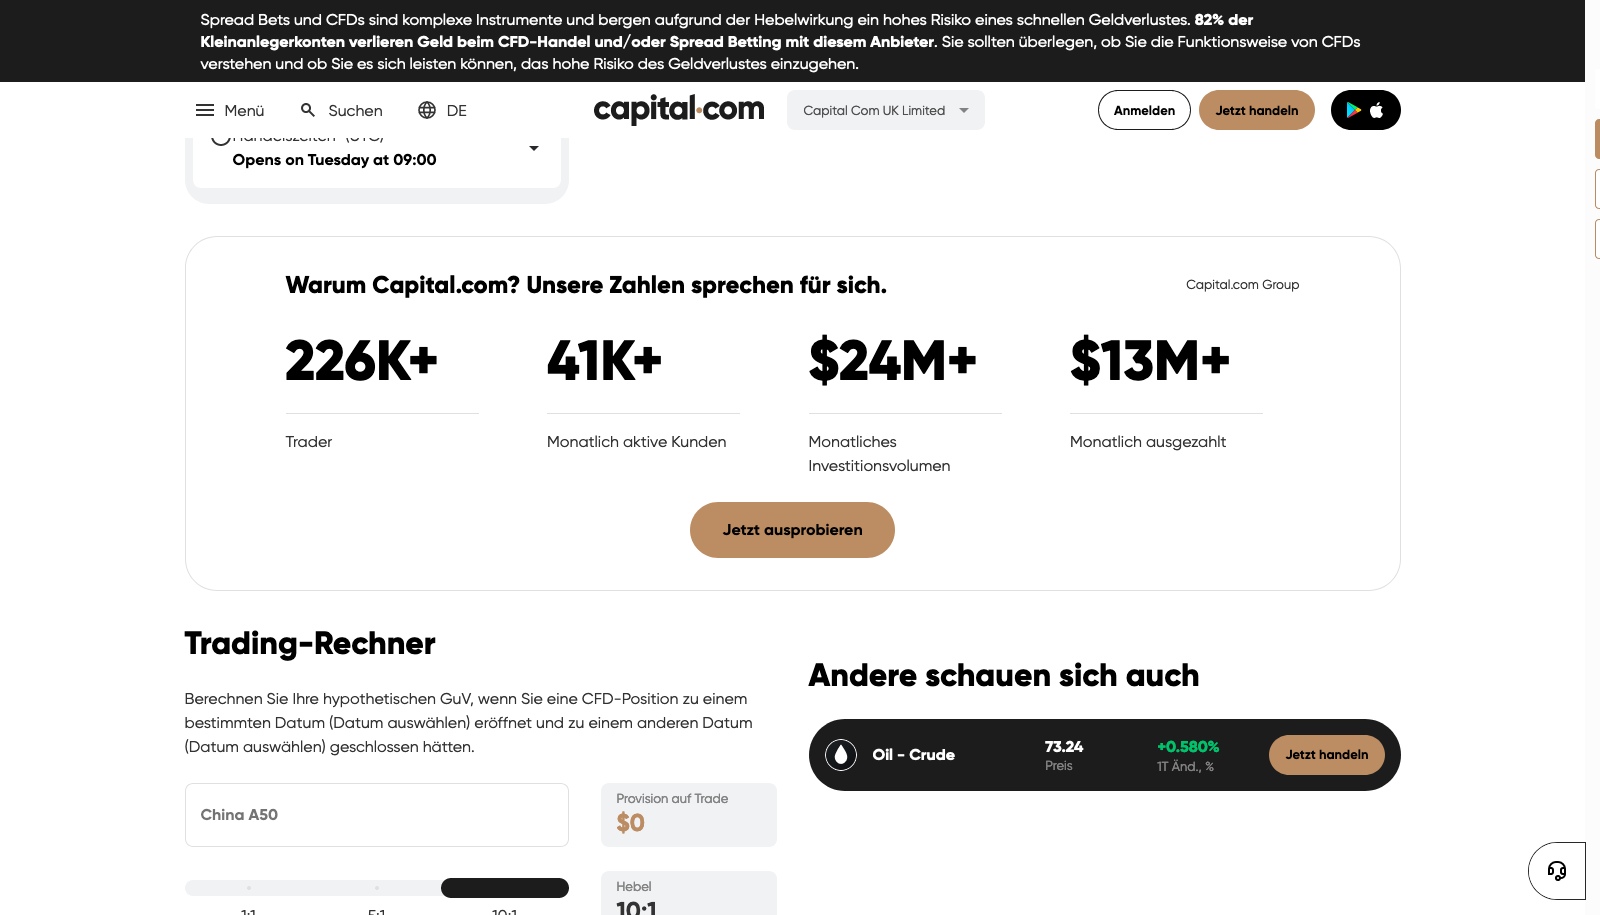 Spread Bets und CFDs sind komplexe Instrumente und bergen aufgrund der Hebelwirkung ein hohes Risiko eines schnellen Geldverlustes. 82% der
Kleinanlegerkonten verlieren Geld beim CFD-Handel und/oder Spread Betting mit diesem Anbieter. Sie sollten überlegen, ob Sie die Funktionsweise von CFDs
verstehen und ob Sie es sich leisten können, das hohe Risiko des Geldverlustes einzugehen.
Menü Suchen DE capital.com Capital Com UK Limited Anmelden Jetzt handeln
Handelszeiten* (UTC)
Opens on Tuesday at 09:00
Warum Capital.com? Unsere Zahlen sprechen für sich. Capital.com Group
226K+ 41K+ $24M+ $13M+
Trader Monatlich aktive Kunden Monatliches Monatlich ausgezahlt
Investitionsvolumen
Jetzt ausprobieren
Trading-Rechner
Berechnen Sie Ihre hypothetischen GuV, wenn Sie eine CFD-Position zu einem
bestimmten Datum (Datum auswählen) eröffnet und zu einem anderen Datum
(Datum auswählen) geschlossen hätten.
China A50
Provision auf Trade
$0
Hebel
10:1
1:1 5:1 10:1
Andere schauen sich auch
Oil - Crude 73.24 +0.580% Jetzt handeln
Preis 1T Änd., %